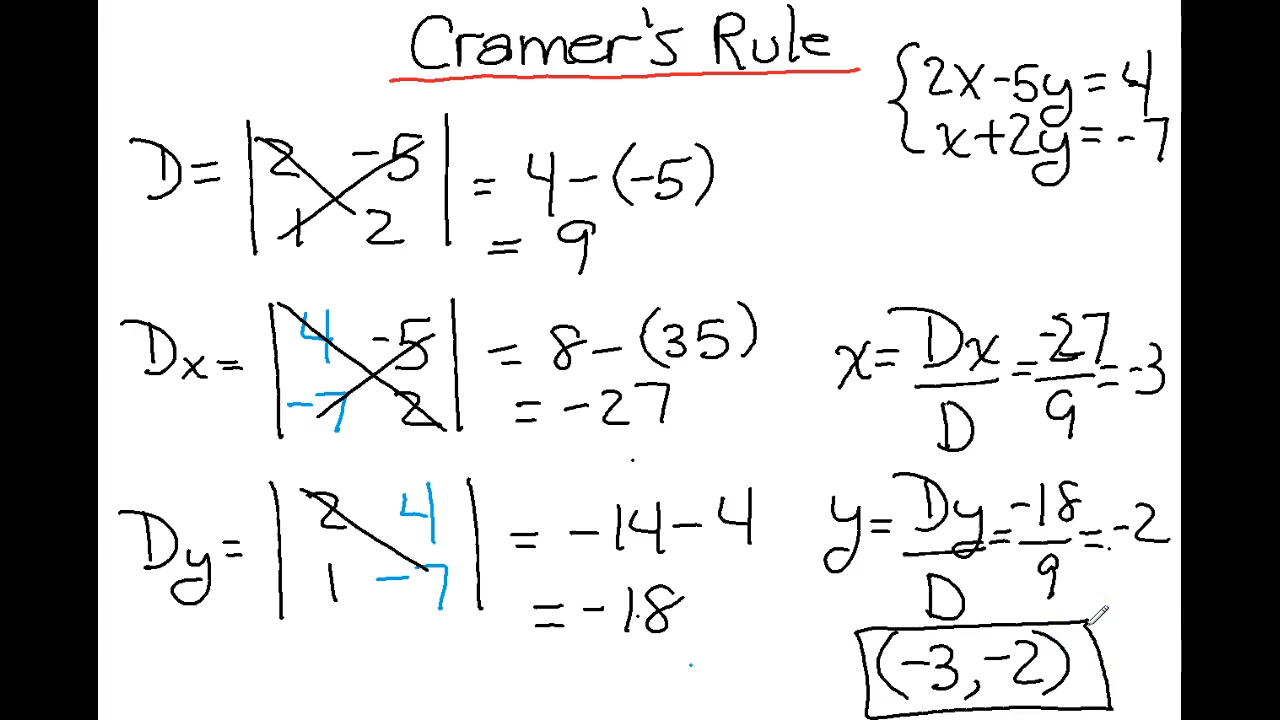 Cramer's Rule
{2x-5y=4
x+2y=-7
D= |2 -5| = 4-(-5)
|1 2| = 9
Dx= |4 -5| = 8-(35)
|-7 2| = -27
x= Dx/D = -27/9 = -3
Dy= |2 4| = -14-4
|1 -7| = -18
y= Dy/D = -18/9 = -2
(-3,-2)